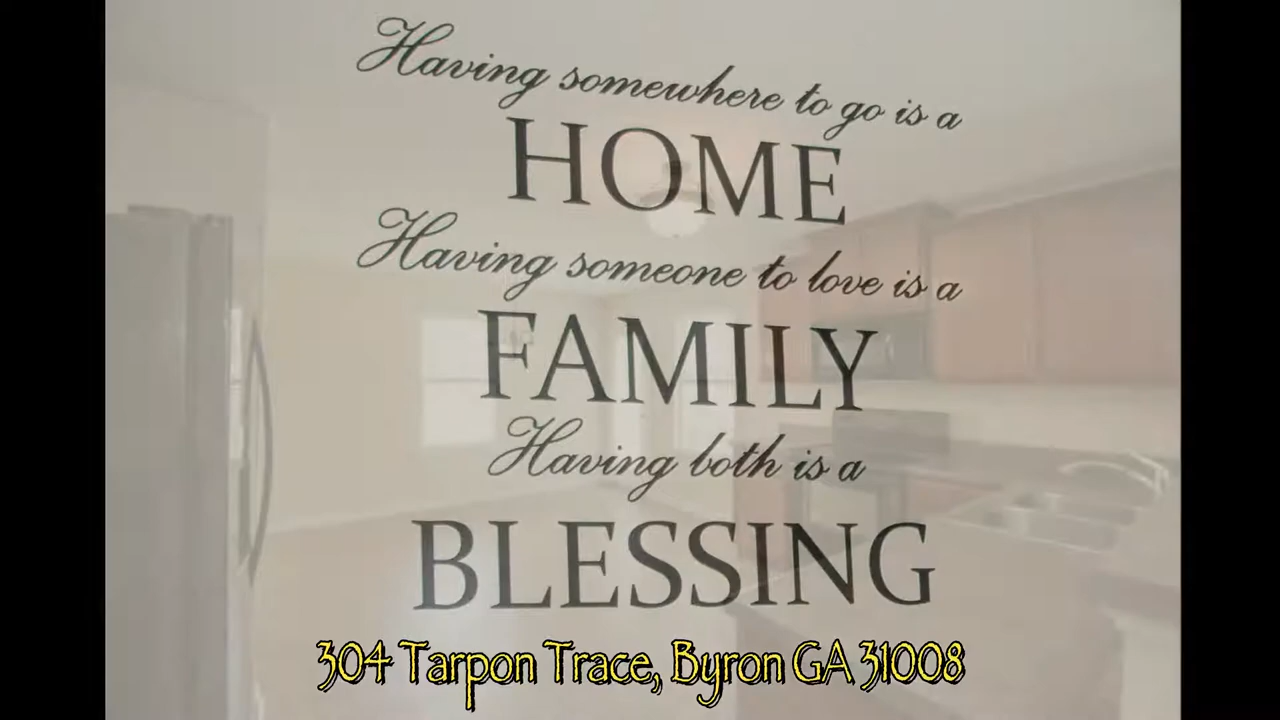 Having somewhere to go is a
HOME
Having someone to love is a
FAMILY
Having both is a
BLESSING
304 Tarpon Trace, Byron GA 31008